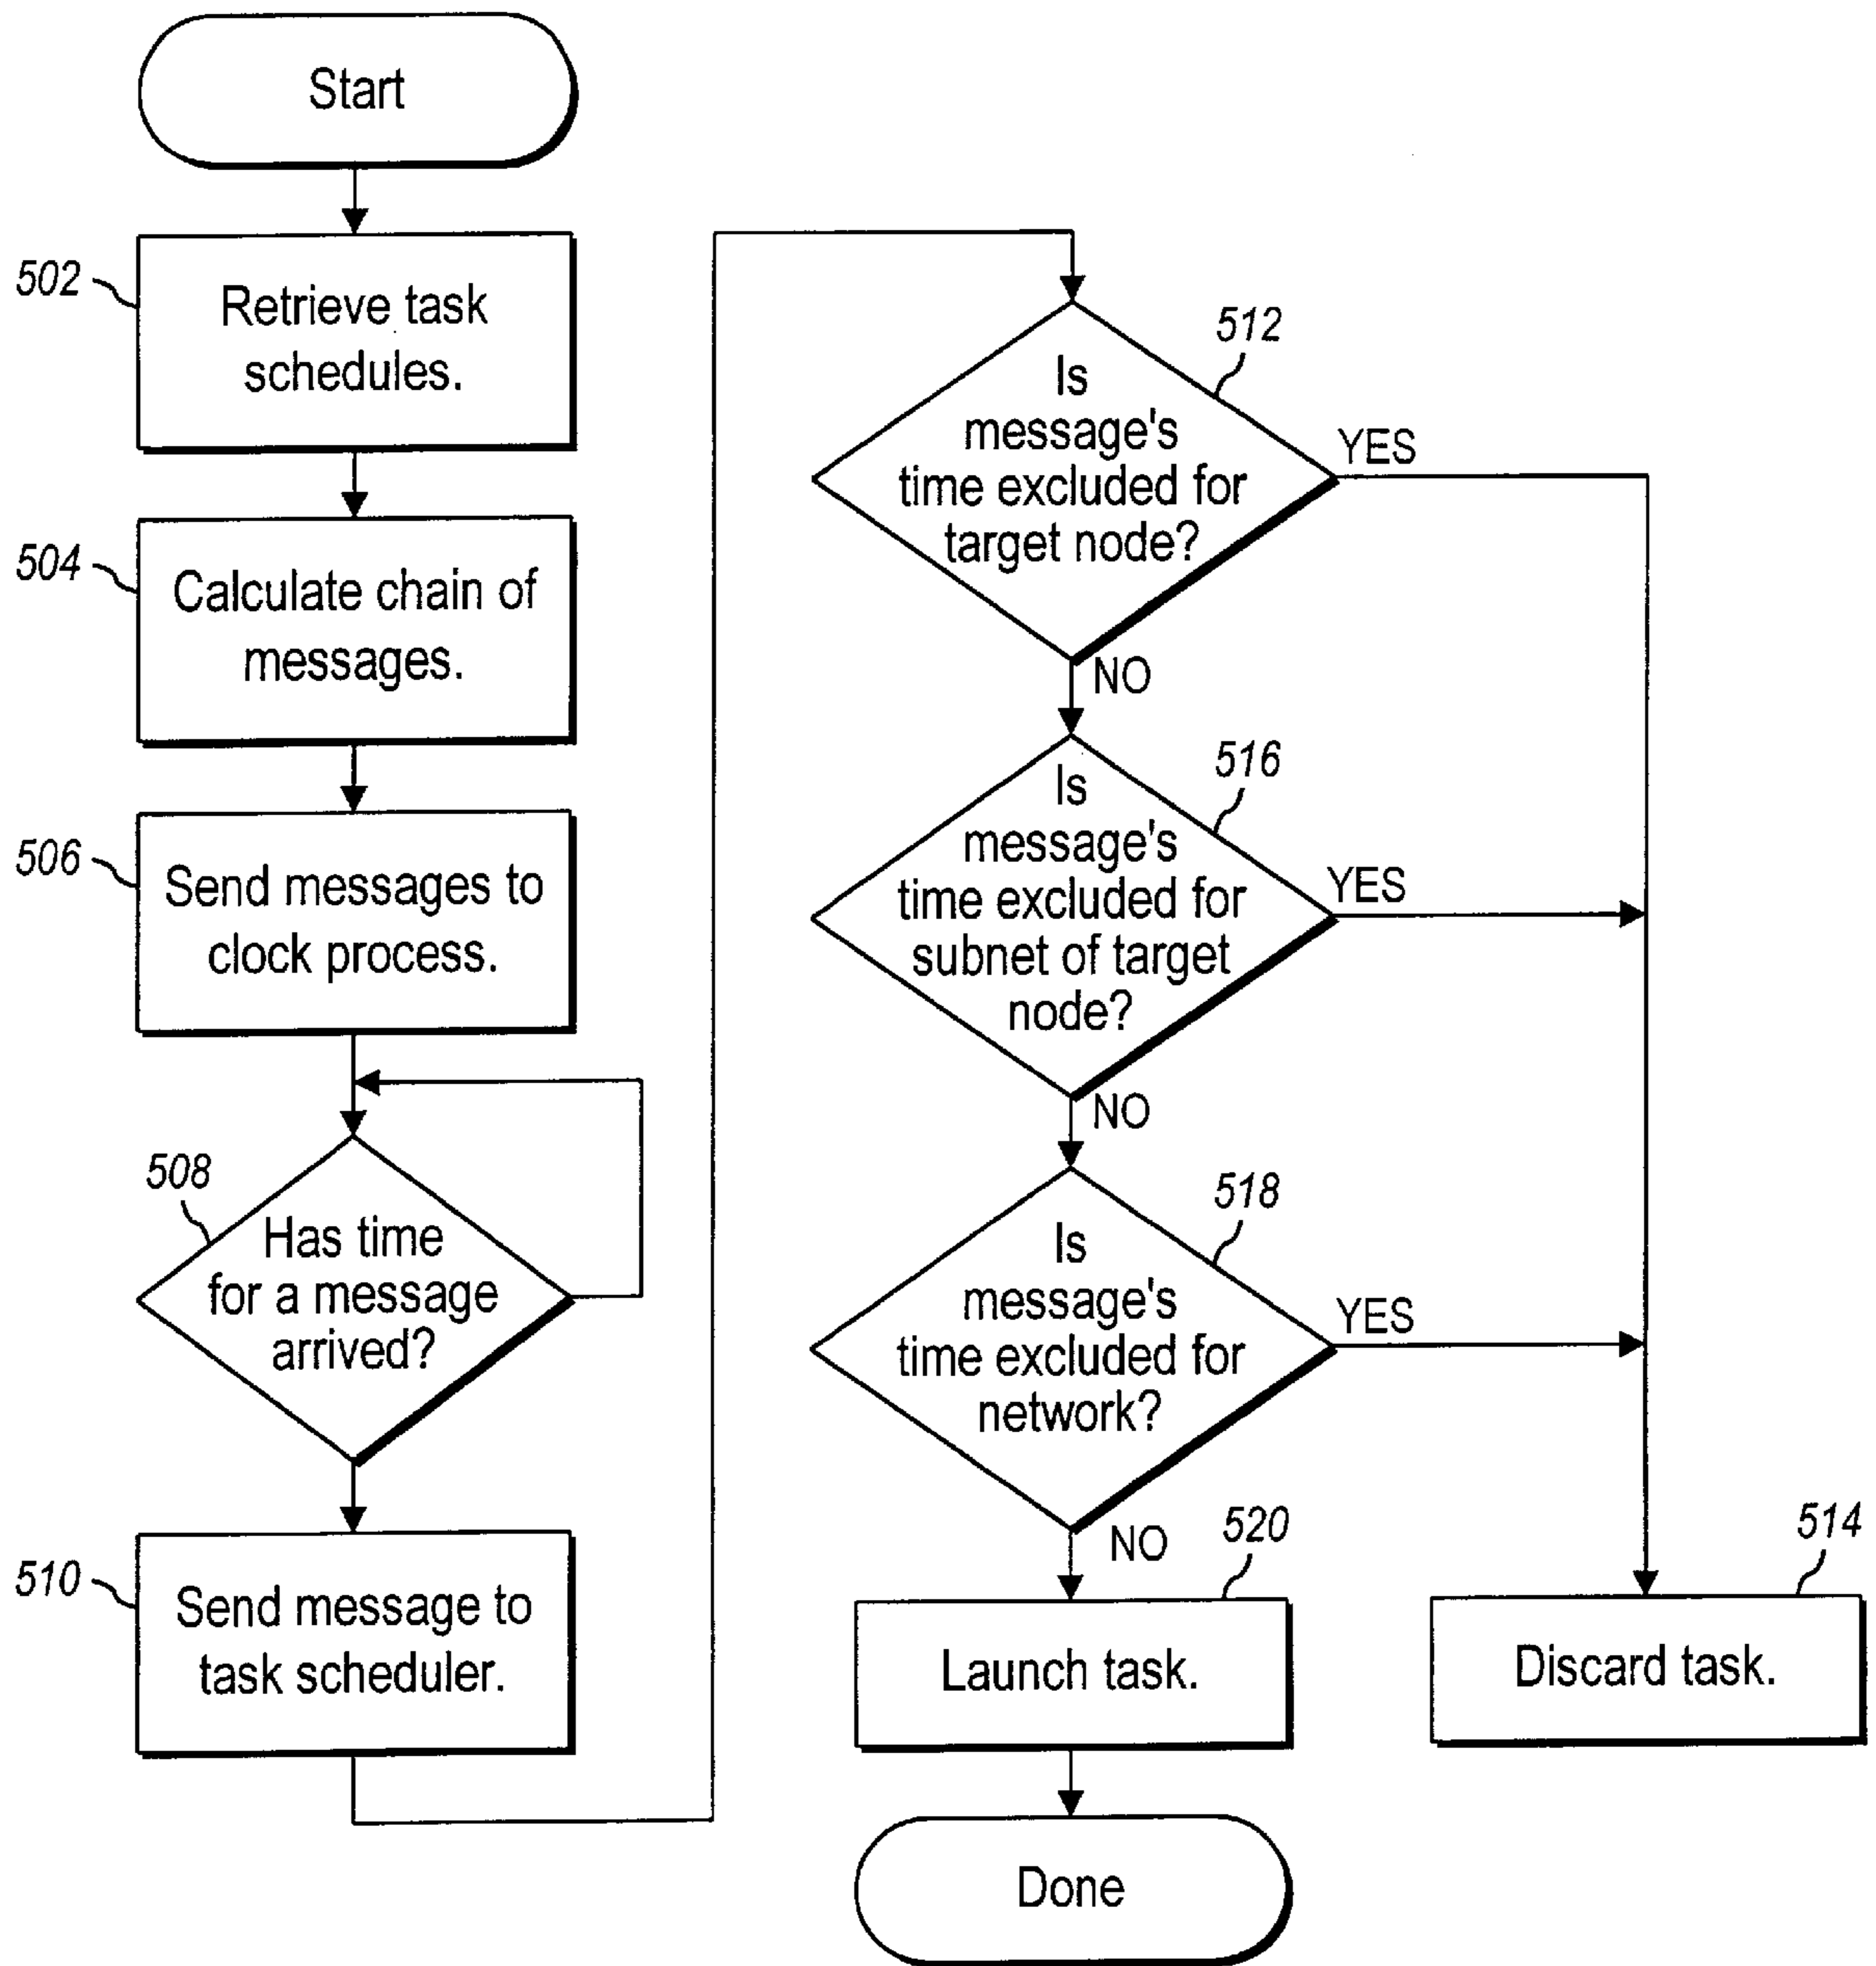 Start
502
Retrieve task
schedules.
504
Calculate chain of
messages.
506
Send messages to
clock process.
508
Has time
for a message
arrived?
510
Send message to
task scheduler.
512
Is
message's
time excluded for
target node?
YES
NO
516
Is
message's
time excluded for
subnet of target
node?
YES
NO
518
Is
message's
time excluded for
network?
YES
NO
520
Launch task.
514
Discard task.
Done